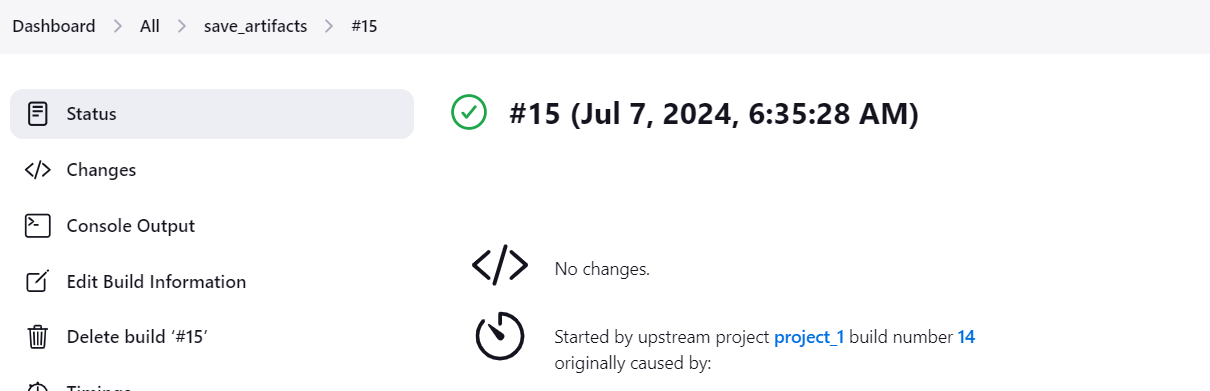 Dashboard > All > save_artifacts > #15
Status
Changes
Console Output
Edit Build Information
Delete build ‘#15’
Timings
#15 (Jul 7, 2024, 6:35:28 AM)
No changes.
Started by upstream project project_1 build number 14
originally caused by: